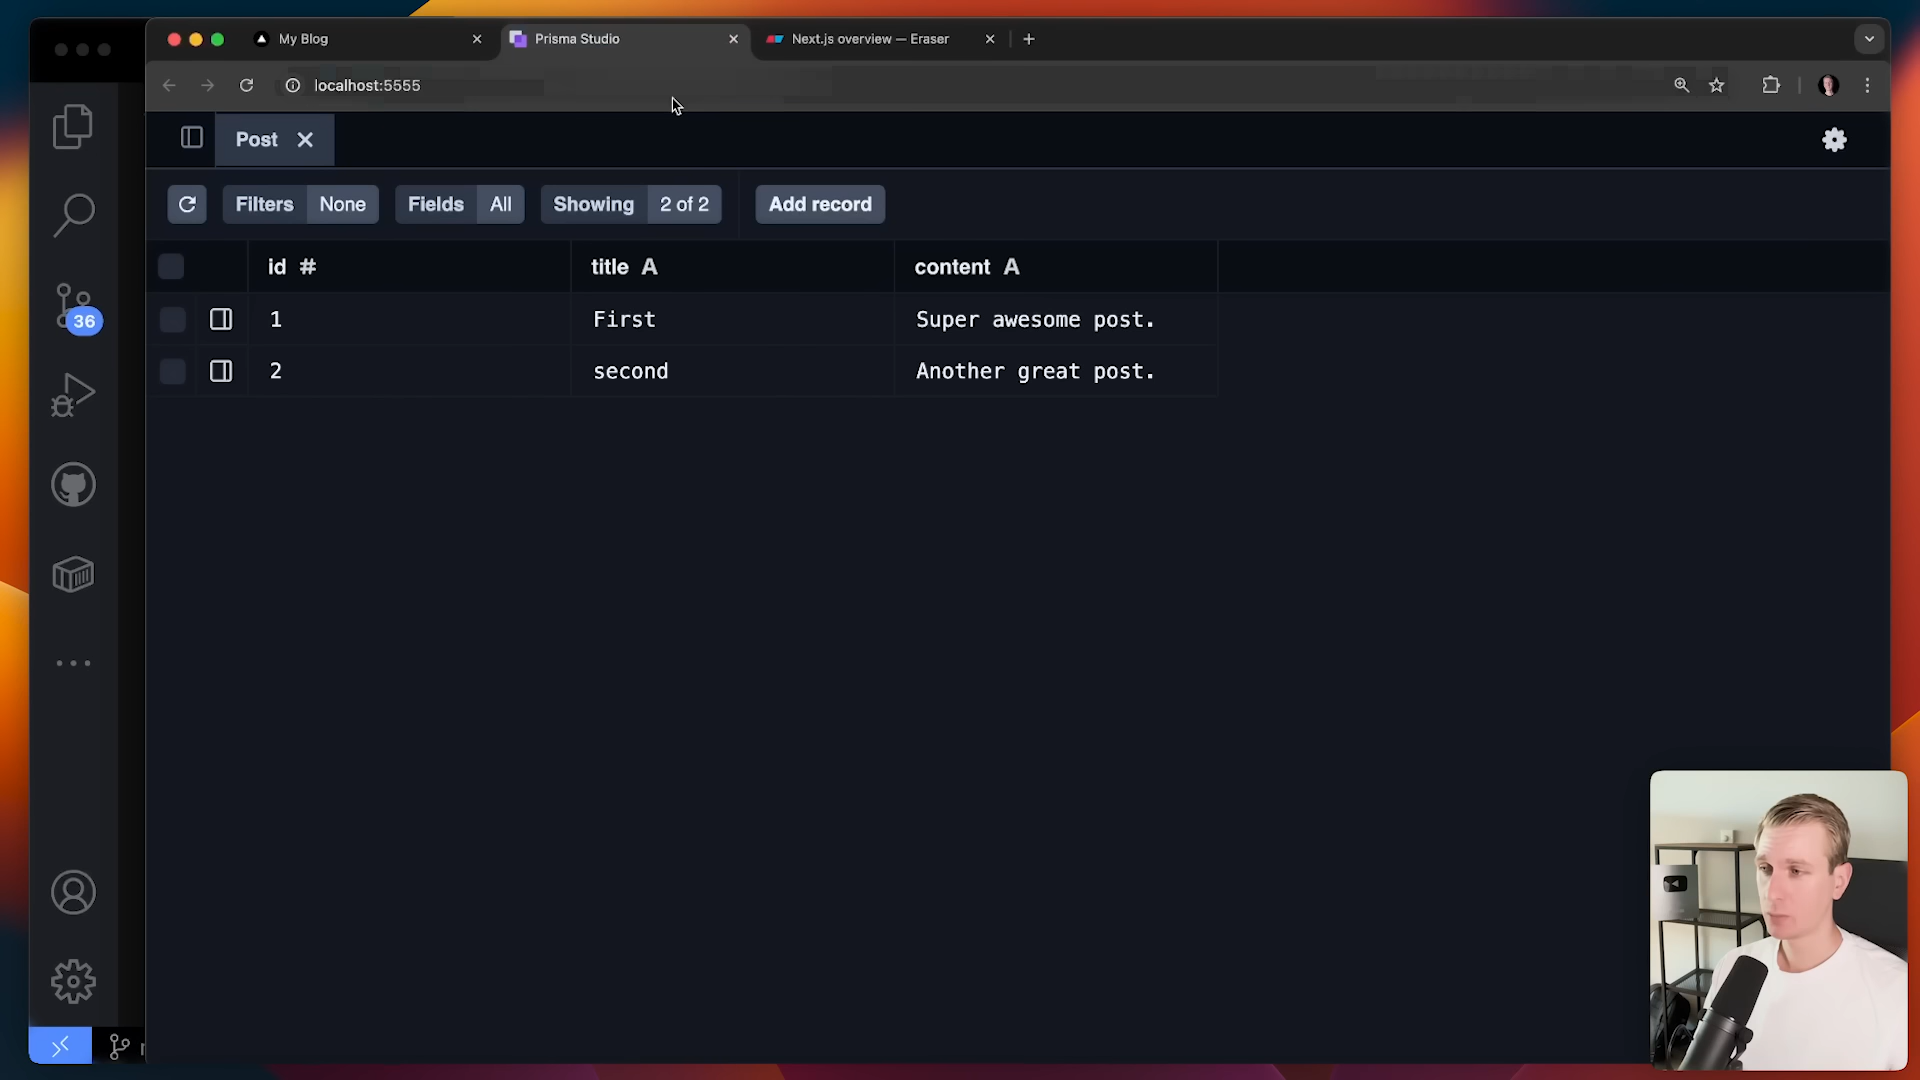 My Blog
Prisma Studio
Next.js overview — Eraser
localhost:5555
Post
Filters None
Fields All
Showing 2 of 2
Add record
id #
title A
content A
1 First Super awesome post.
2 second Another great post.
36